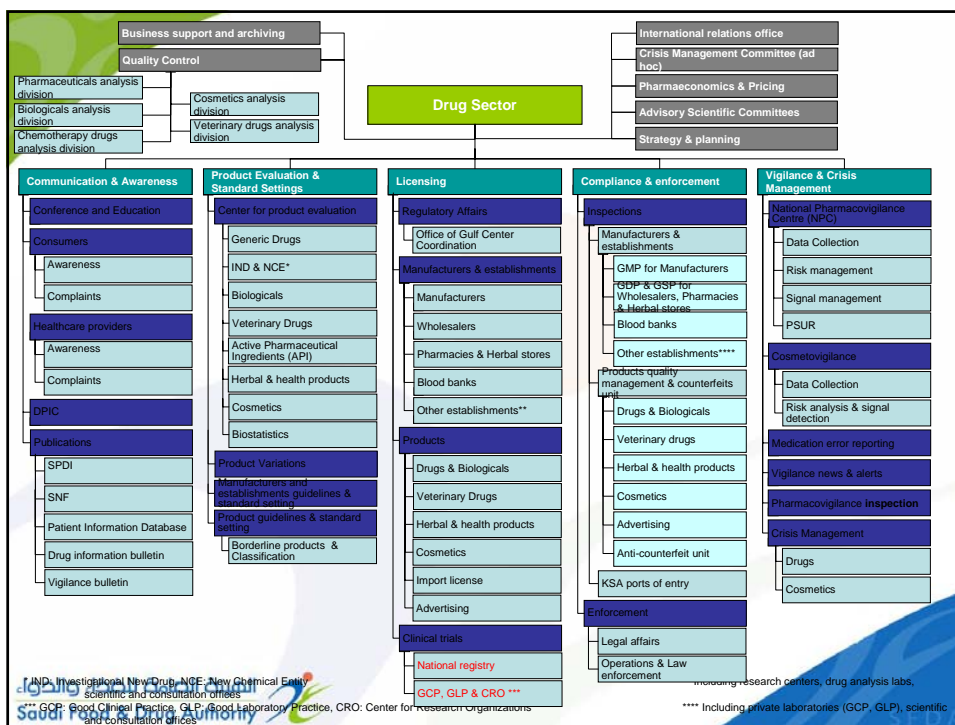 Business support and archiving
Quality Control
Pharmaceuticals analysis
division
Biologicals analysis
division
Chemotherapy drugs
analysis division
Cosmetics analysis
division
Veterinary drugs analysis
division
Drug Sector
International relations office
Crisis Management Committee (ad
hoc)
Pharmaeconomics & Pricing
Advisory Scientific Committees
Strategy & planning
Communication & Awareness
Conference and Education
Consumers
Awareness
Complaints
Healthcare providers
Awareness
Complaints
DPIC
Publications
SPDI
SNF
Patient Information Database
Drug information bulletin
Vigilance bulletin
Product Evaluation &
Standard Settings
Center for product evaluation
Generic Drugs
IND & NCE*
Biologicals
Veterinary Drugs
Active Pharmaceutical
Ingredients (API)
Herbal & health products
Cosmetics
Biostatistics
Product Variations
Manufacturers and
establishments guidelines &
standard setting
Product guidelines & standard
setting
Borderline products &
Classification
Licensing
Regulatory Affairs
Office of Gulf Center
Coordination
Manufacturers & establishments
Manufacturers
Wholesalers
Pharmacies & Herbal stores
Blood banks
Other establishments**
Products
Drugs & Biologicals
Veterinary Drugs
Herbal & health products
Cosmetics
Import license
Advertising
Clinical trials
National registry
GCP, GLP & CRO ***
Compliance & enforcement
Inspections
Manufacturers &
establishments
GMP for Manufacturers
GDP & GSP for
Wholesalers, Pharmacies
& Herbal stores
Blood banks
Other establishments****
Products quality
management & counterfeits
unit
Drugs & Biologicals
Veterinary drugs
Herbal & health products
Cosmetics
Advertising
Anti-counterfeit unit
KSA ports of entry
Enforcement
Legal affairs
Operations & Law
enforcement
Vigilance & Crisis
Management
National Pharmacovigilance
Centre (NPC)
Data Collection
Risk management
Signal management
PSUR
Cosmetovigilance
Data Collection
Risk analysis & signal
detection
Medication error reporting
Vigilance news & alerts
Pharmacovigilance inspection
Crisis Management
Drugs
Cosmetics
* IND: Investigational New Drug, NCE: New Chemical Entity
Including research centers, drug analysis labs,
scientific and consultation offices
*** GCP: Good Clinical Practice, GLP: Good Laboratory Practice, CRO: Center for Research Organizations
**** Including private laboratories (GCP, GLP), scientific
and consultation offices
الهيئة العامة للغذاء والدواء
Saudi Food & Drug Authority